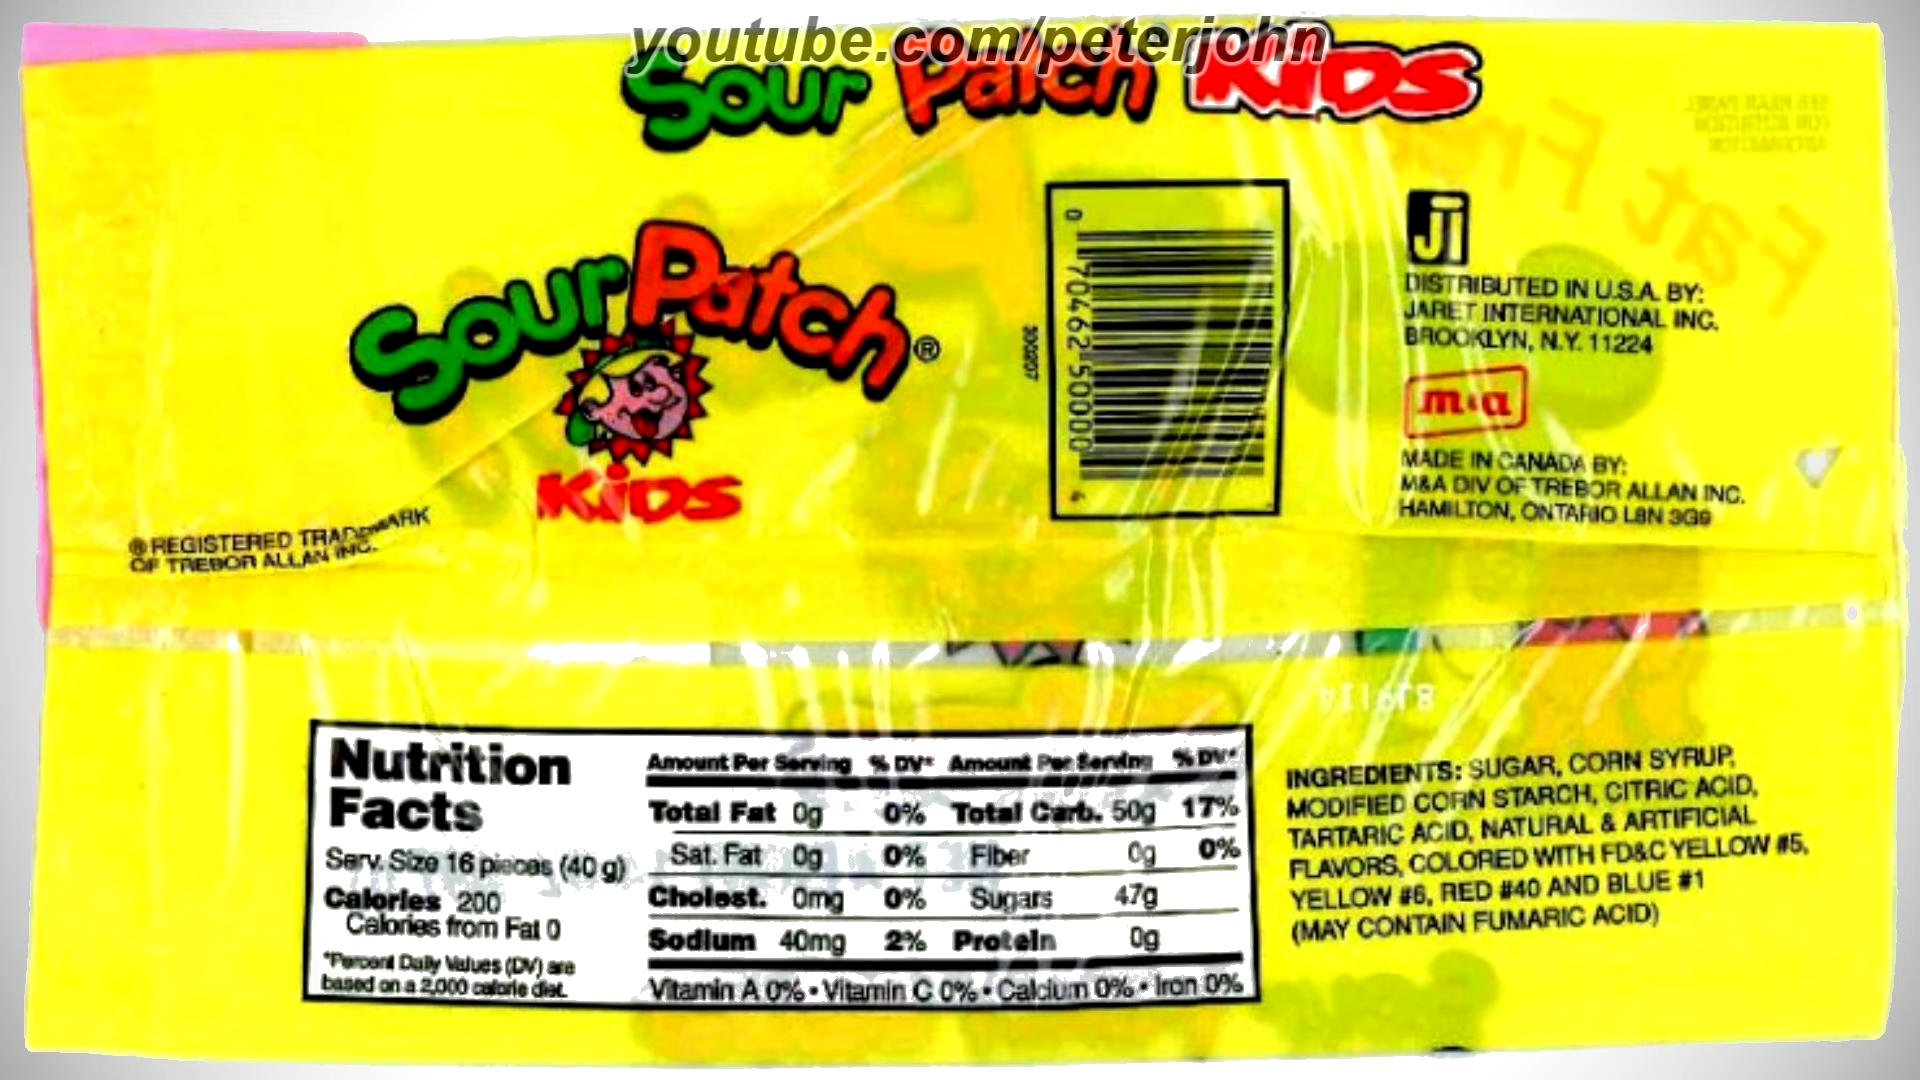 youtube.com/peterjohn
Sour Patch KiDS
Sour Patch®
KiDS
® REGISTERED TRADEMARK
OF TREBOR ALLAN INC.
0 70462 50000 4
JI
DISTRIBUTED IN U.S.A. BY:
JARET INTERNATIONAL INC.
BROOKLYN, N.Y. 11224
m·a
MADE IN CANADA BY:
M&A DIV OF TREBOR ALLAN INC.
HAMILTON, ONTARIO L8N 3G9
Nutrition
Facts
Serv. Size 16 pieces (40 g)
Calories 200
Calories from Fat 0
*Percent Daily Values (DV) are
based on a 2,000 calorie diet.
Amount Per Serving % DV* Amount Per Serving % DV*
Total Fat 0g 0% Total Carb. 50g 17%
Sat. Fat 0g 0% Fiber 0g 0%
Cholest. 0mg 0% Sugars 47g
Sodium 40mg 2% Protein 0g
Vitamin A 0% • Vitamin C 0% • Calcium 0% • Iron 0%
INGREDIENTS: SUGAR, CORN SYRUP,
MODIFIED CORN STARCH, CITRIC ACID,
TARTARIC ACID, NATURAL & ARTIFICIAL
FLAVORS, COLORED WITH FD&C YELLOW #5,
YELLOW #6, RED #40 AND BLUE #1
(MAY CONTAIN FUMARIC ACID)